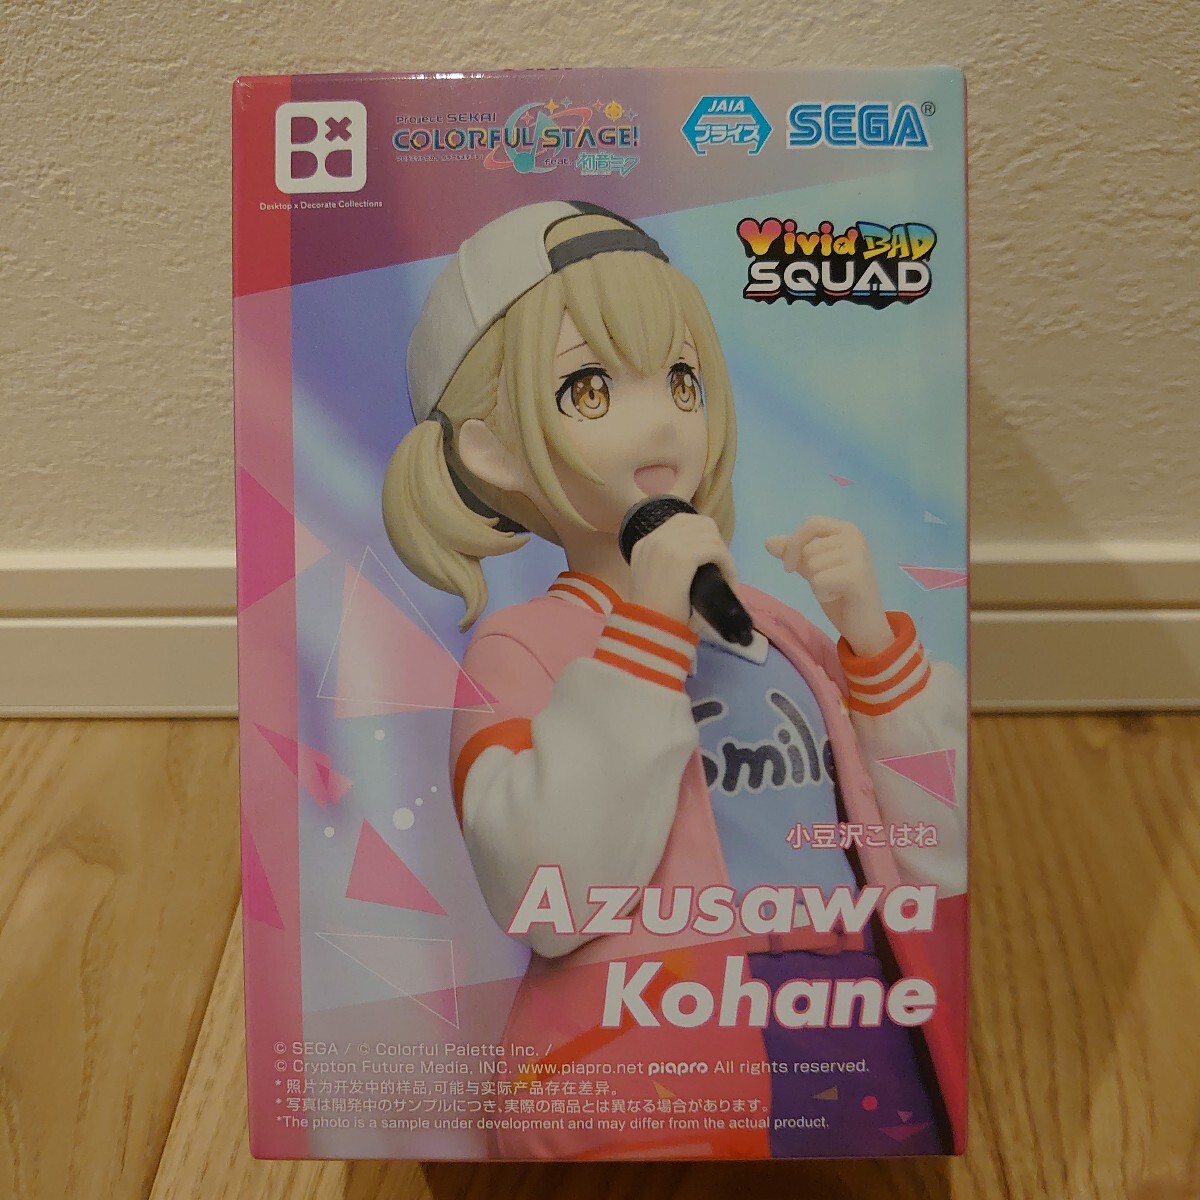 D×D
Desktop × Decorate Collections
Project SEKAI
COLORFUL STAGE!
feat. 初音ミク
JAIA
プライズ
SEGA®
Vivid BAD
SQUAD
Smile
小豆沢こはね
Azusawa
Kohane
© SEGA / © Colorful Palette Inc. /
© Crypton Future Media, INC. www.piapro.net piapro All rights reserved.
* 照片为开发中的样品,可能与实际产品存在差异。
* 写真は開発中のサンプルにつき、実際の商品とは異なる場合があります。
*The photo is a sample under development and may differ from the actual product.